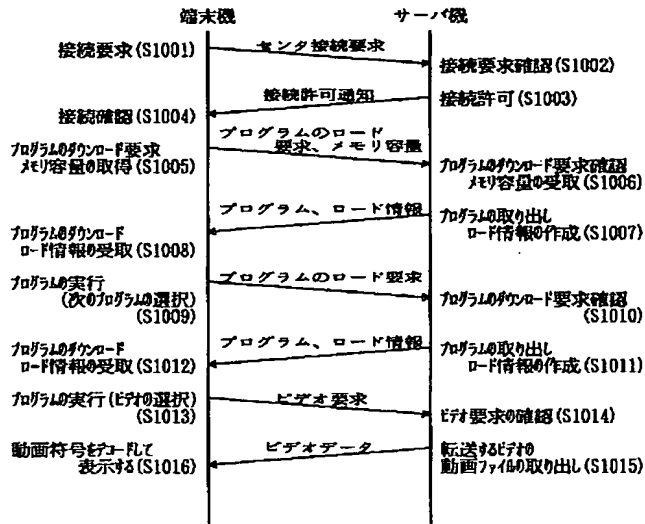 端末機 サーバ機
接続要求(S1001)
センタ接続要求
接続要求確認(S1002)
接続許可通知
接続許可(S1003)
接続確認(S1004)
プログラムのロード
要求、メモリ容量
プログラムのダウンロード要求
メモリ容量の取得(S1005)
プログラムのダウンロード要求確認
メモリ容量の受取(S1006)
プログラム、ロード情報
プログラムの取り出し
ロード情報の作成(S1007)
プログラムのダウンロード
ロード情報の受取(S1008)
プログラムの実行
(次のプログラムの選択)
(S1009)
プログラムのロード要求
プログラムのダウンロード要求確認
(S1010)
プログラム、ロード情報
プログラムの取り出し
ロード情報の作成(S1011)
プログラムのダウンロード
ロード情報の受取(S1012)
プログラムの実行(ビデオの選択)
(S1013)
ビデオ要求
ビデオ要求の確認(S1014)
ビデオデータ
転送するビデオの
動画ファイルの取り出し(S1015)
動画符号をデコードして
表示する(S1016)